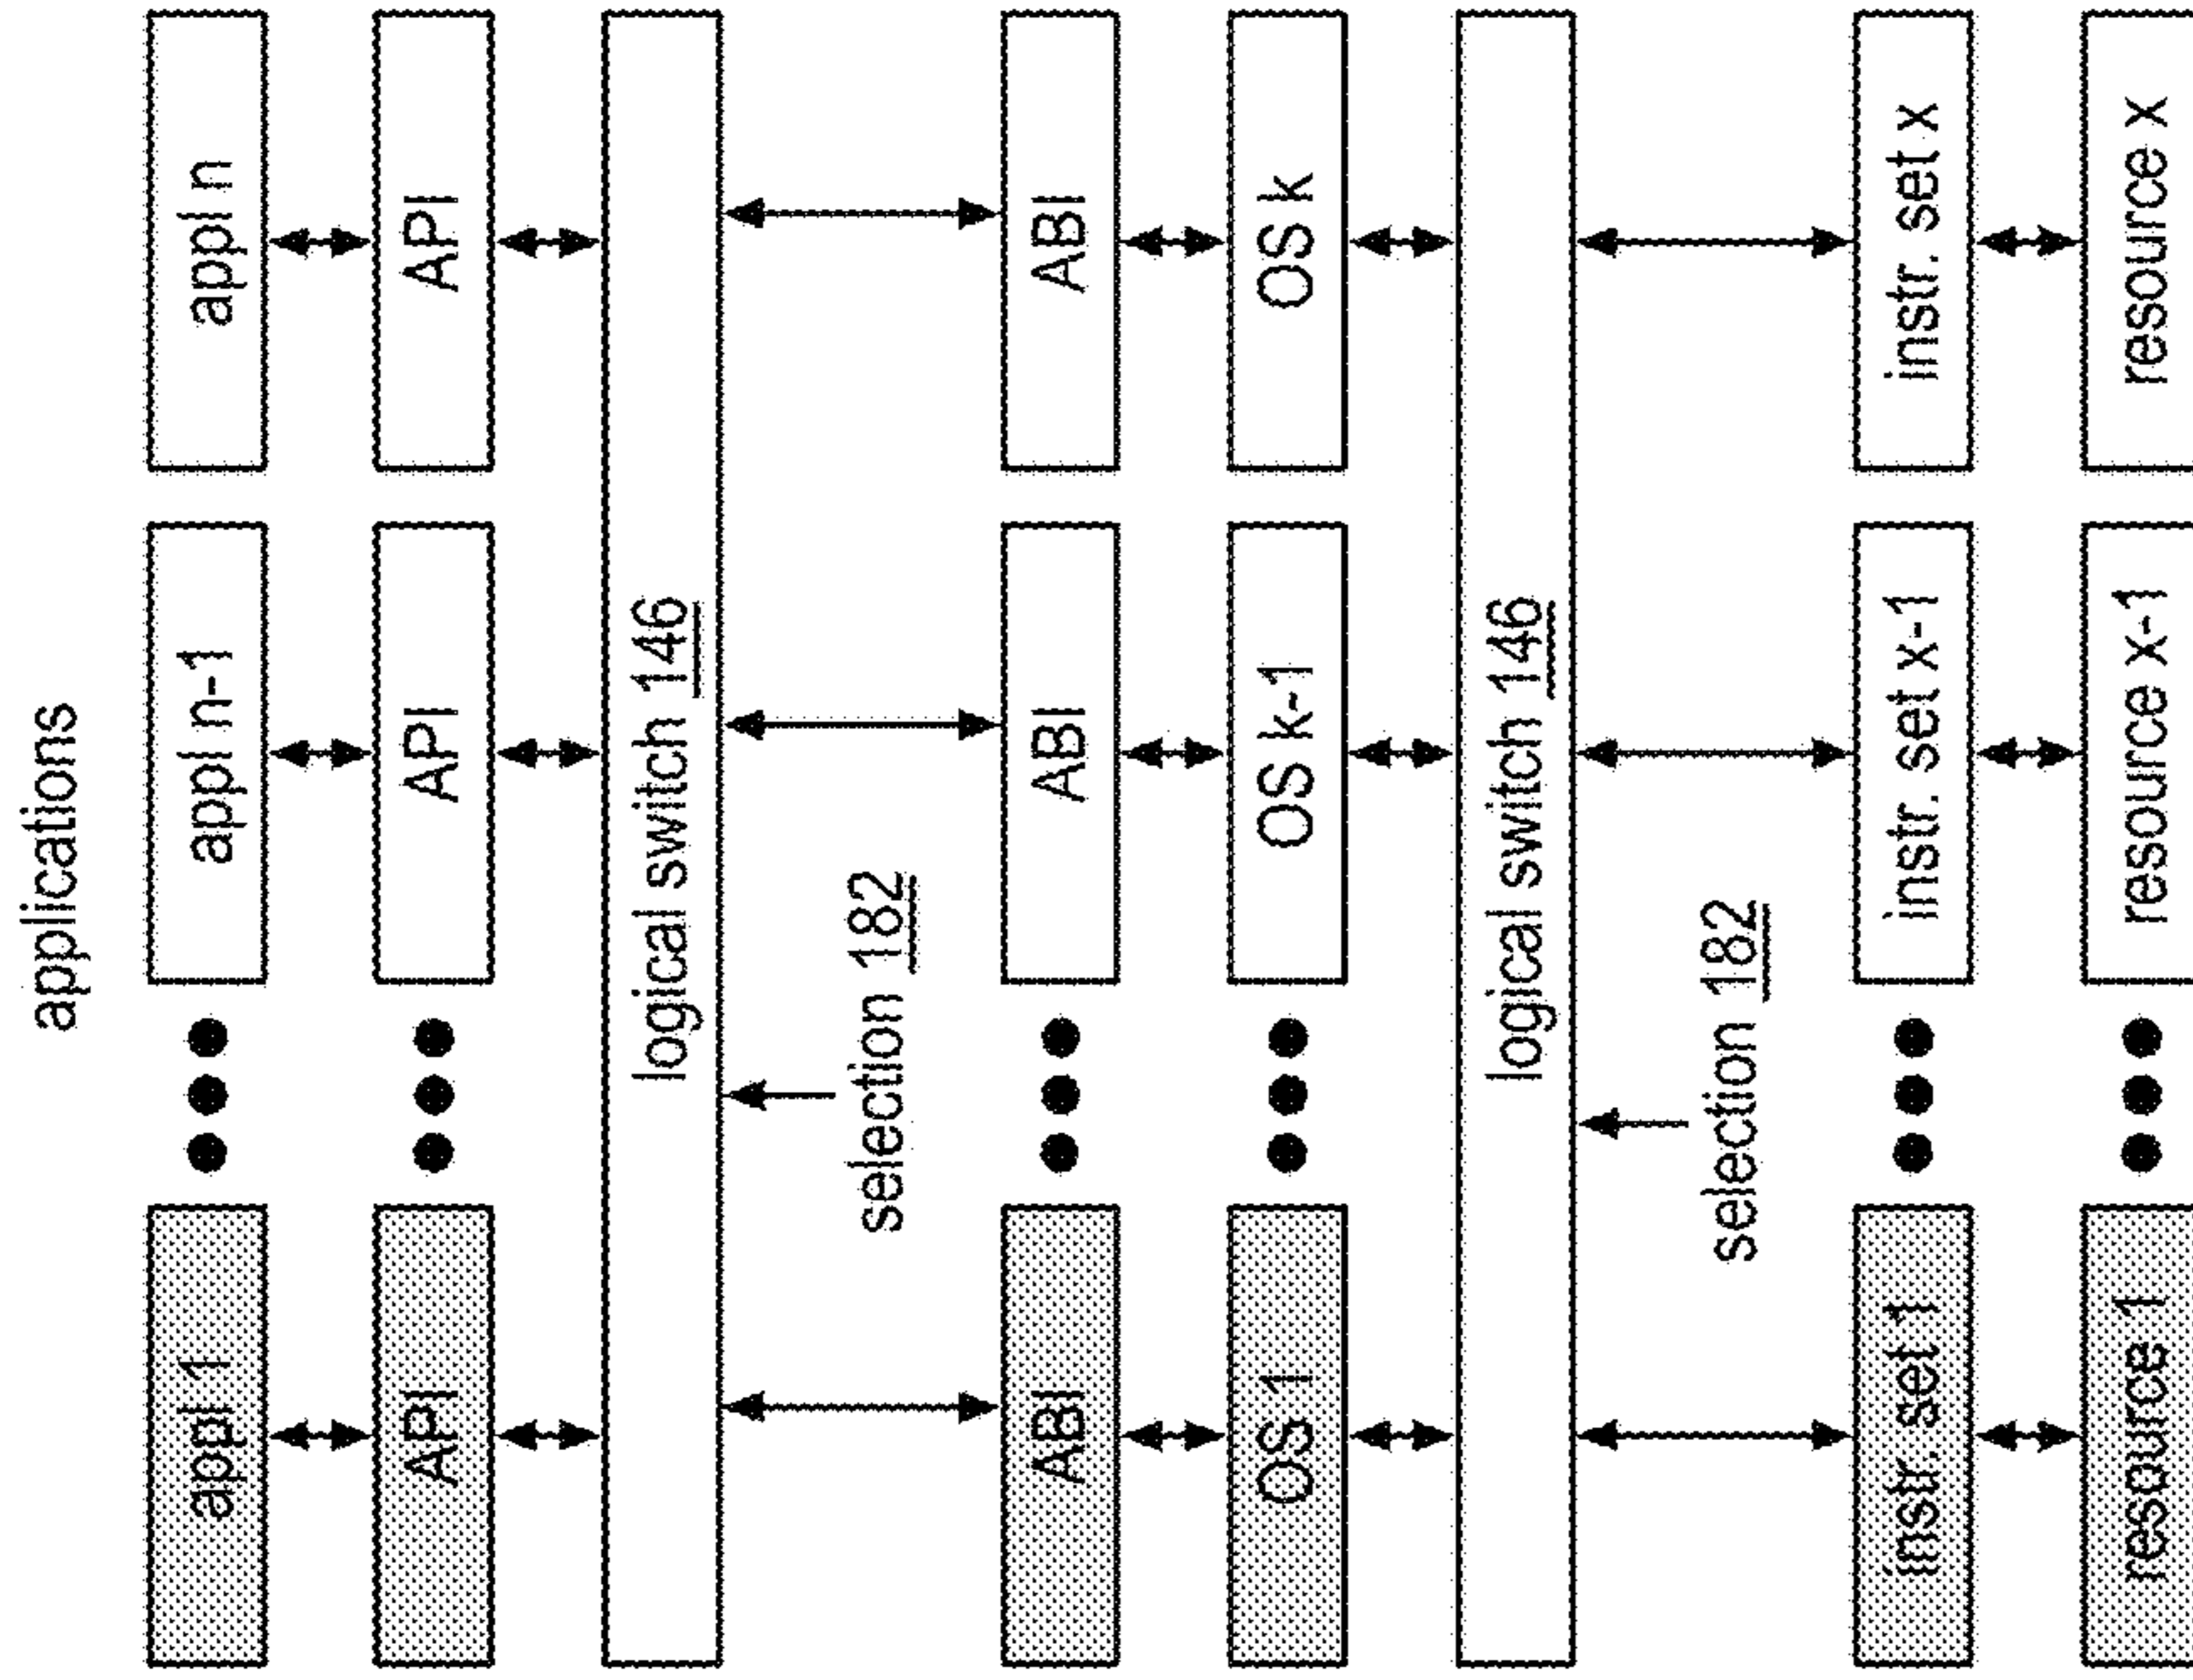 applications
appl 1
appl n-1
appl n
API
API
API
logical switch 146
selection 182
ABI
ABI
ABI
OS 1
OS k-1
OS k
logical switch 146
selection 182
instr. set 1
instr. set x-1
instr. set x
resource 1
resource x-1
resource x